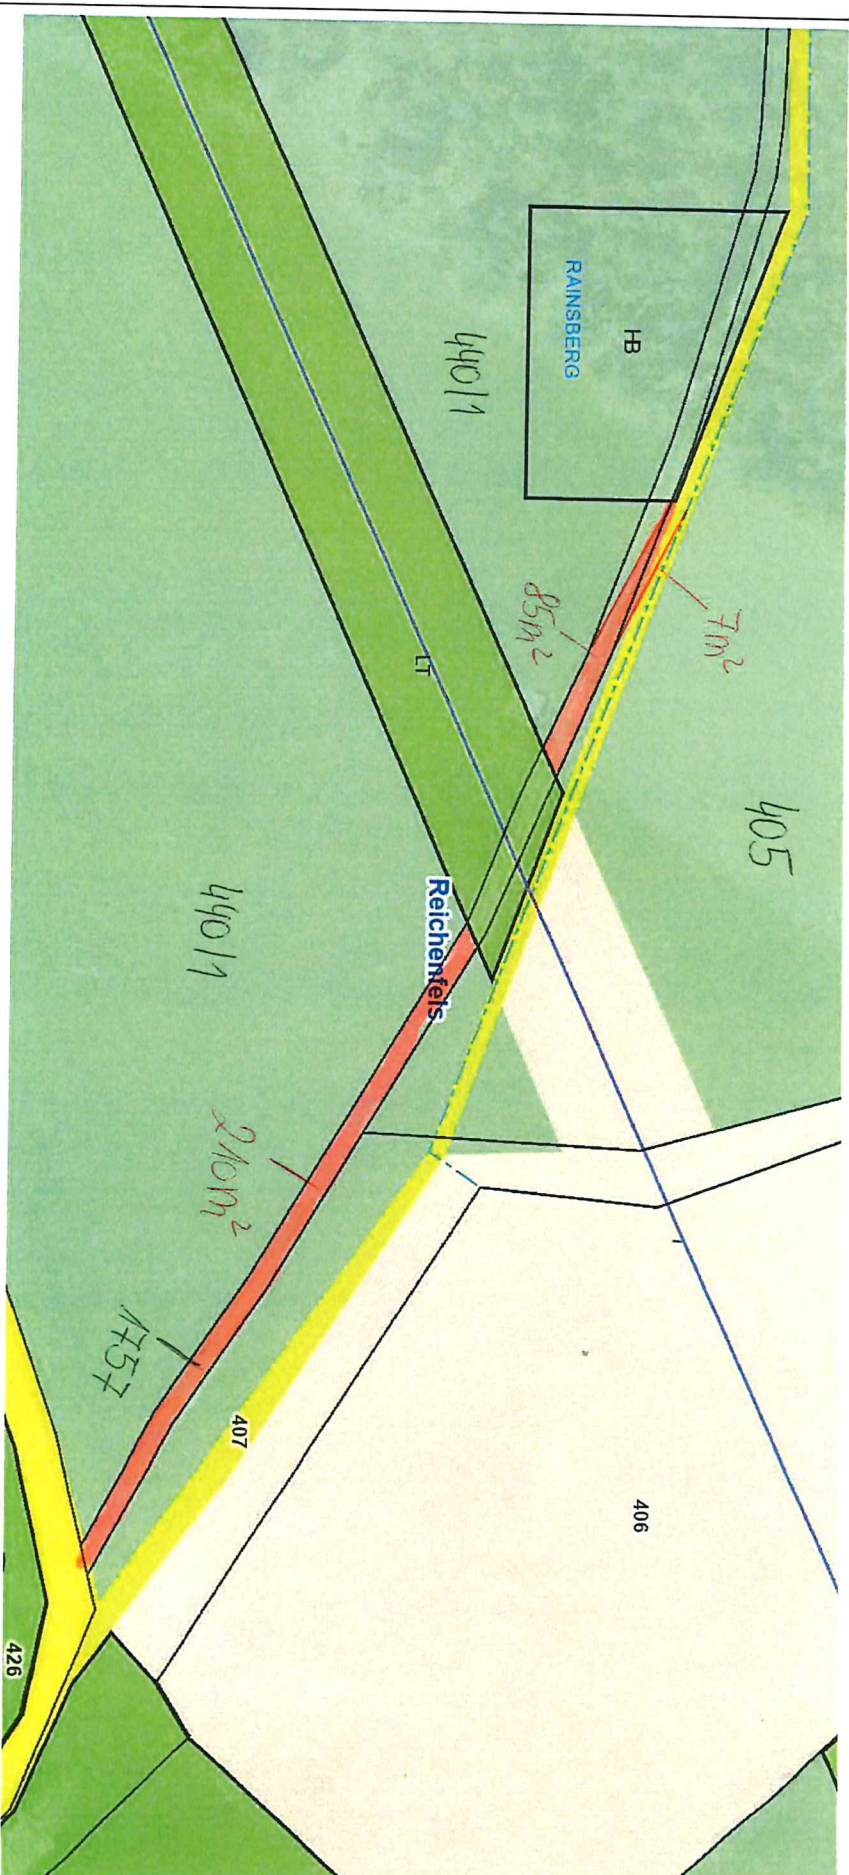 HB
RAINSBERG
440/1
7m²
85m²
LT
405
Reichenfels
440/1
210m²
1757
407
406
426